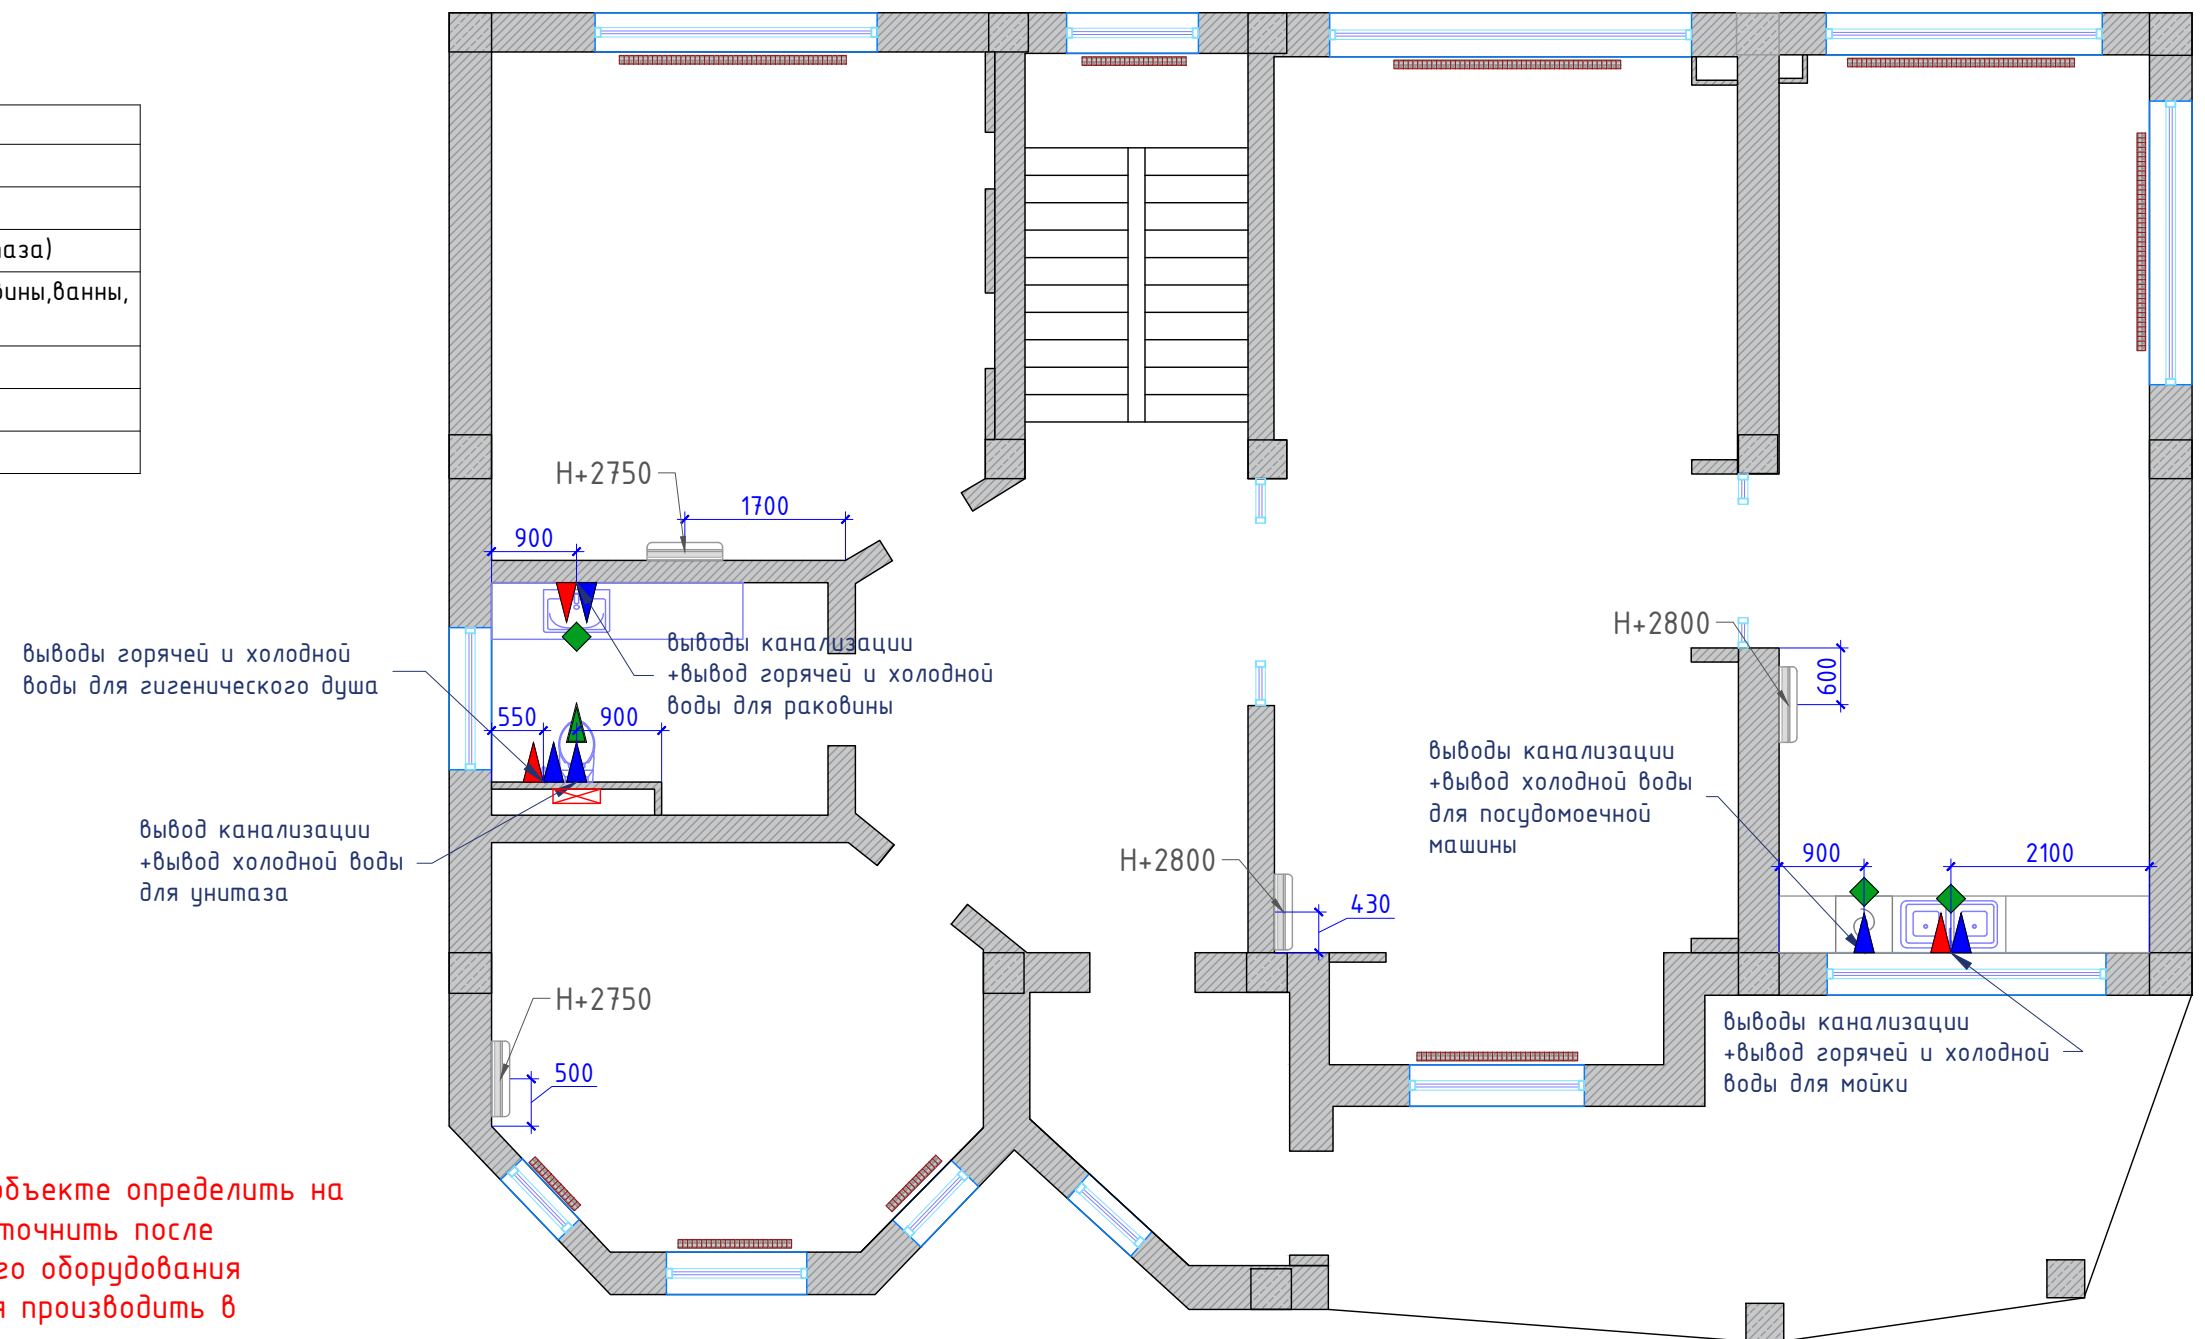 аза)
вины,ванны,
H+2750
1700
900
выводы горячей и холодной
воды для гигенического душа
выводы канализации
+вывод горячей и холодной
воды для раковины
550
900
вывод канализации
+вывод холодной воды
для унитаза
H+2800
600
выводы канализации
+вывод холодной воды
для посудомоечной
машины
900
2100
H+2800
430
H+2750
500
выводы канализации
+вывод горячей и холодной
воды для мойки
объекте определить на
точнить после
го оборудования
я производить в